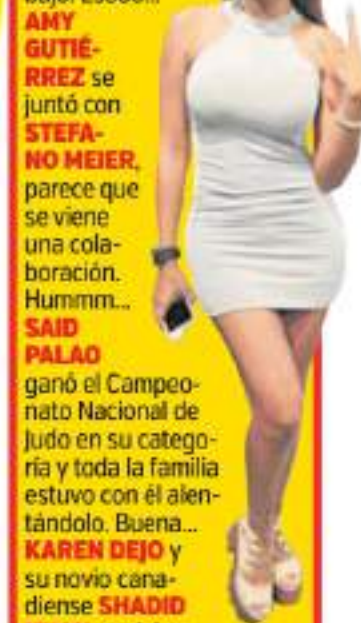 AMY
GUTIÉ-
RREZ se
juntó con
STEFA-
NO MEIER,
parece que
se viene
una cola-
boración.
Hummm...
SAID
PALAO
ganó el Campeo-
nato Nacional de
Judo en su catego-
ría y toda la familia
estuvo con él alen-
tándolo. Buena...
KAREN DEJO y
su novio cana-
diense SHADID